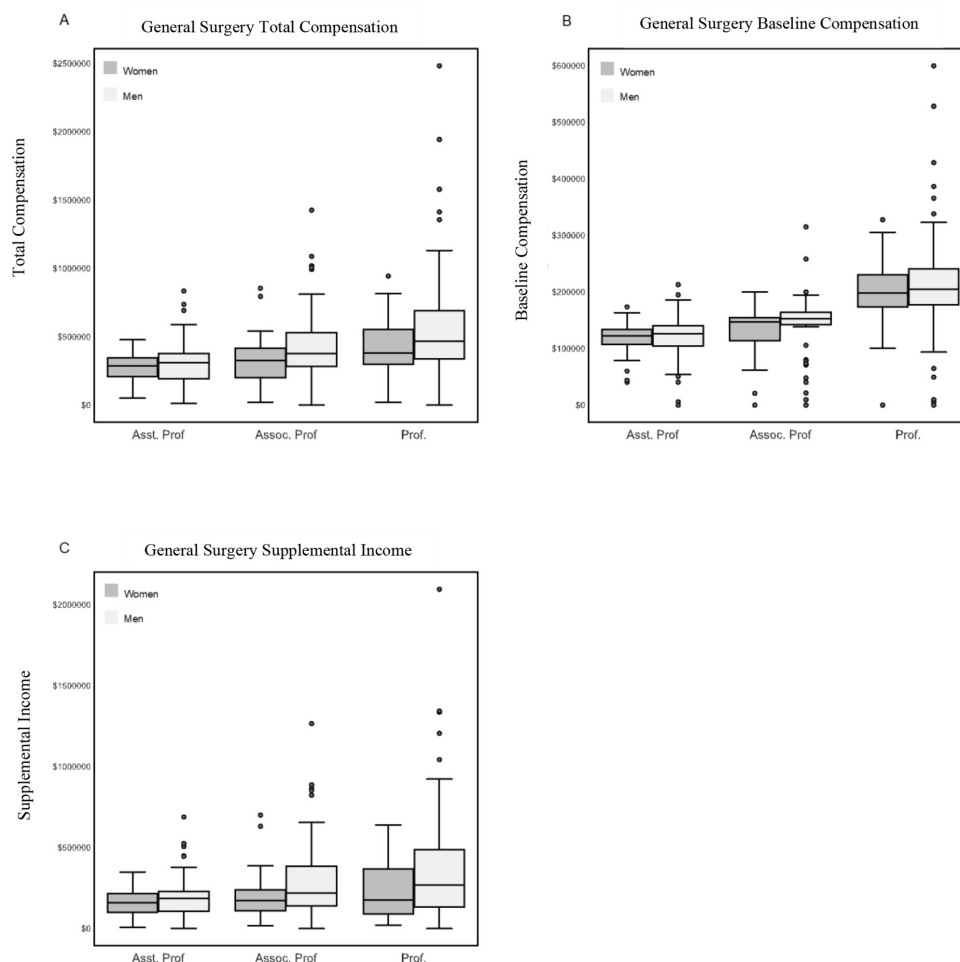 A
General Surgery Total Compensation
Total Compensation
$2500000
$2000000
$1500000
$1000000
$500000
$0
Women
Men
Asst. Prof
Assoc. Prof
Prof.
B
General Surgery Baseline Compensation
Baseline Compensation
$600000
$500000
$400000
$300000
$200000
$100000
$0
Women
Men
Asst. Prof
Assoc. Prof
Prof.
C
General Surgery Supplemental Income
Supplemental Income
$2000000
$1500000
$1000000
$500000
$0
Women
Men
Asst. Prof
Assoc. Prof
Prof.